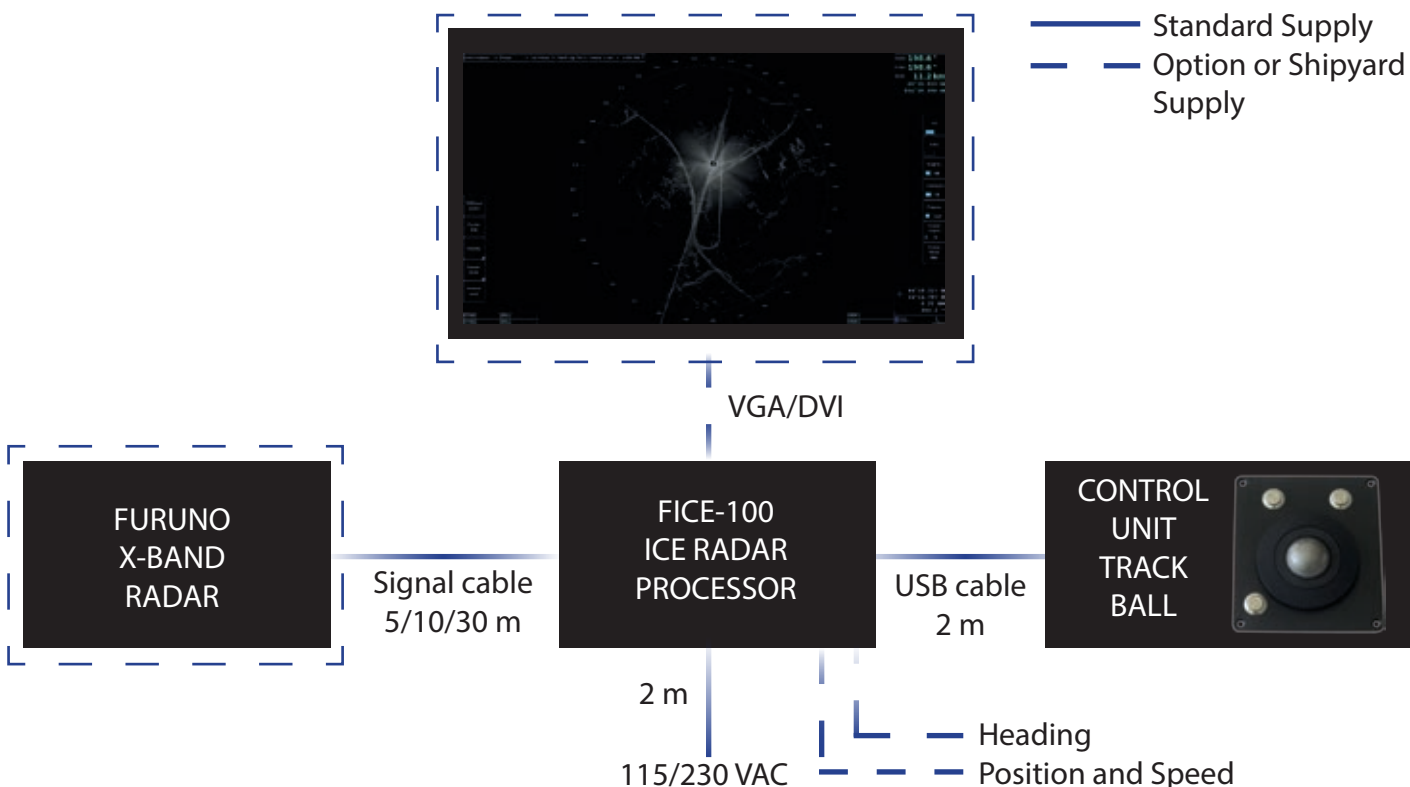 Standard Supply
Option or Shipyard
Supply
VGA/DVI
FURUNO
X-BAND
RADAR
Signal cable
5/10/30 m
FICE-100
ICE RADAR
PROCESSOR
USB cable
2 m
CONTROL
UNIT
TRACK
BALL
2 m
115/230 VAC
Heading
Position and Speed